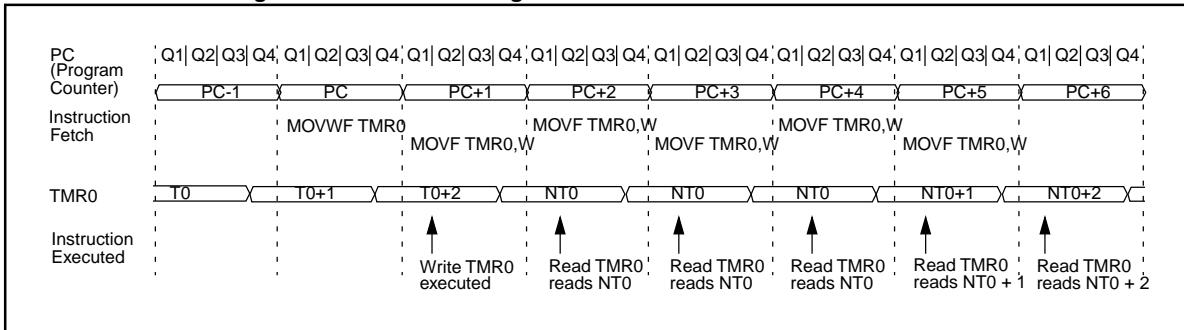 PC
(Program
Counter)
Q1| Q2| Q3| Q4 Q1| Q2| Q3| Q4 Q1| Q2| Q3| Q4 Q1| Q2| Q3| Q4 Q1| Q2| Q3| Q4 Q1| Q2| Q3| Q4 Q1| Q2| Q3| Q4 Q1| Q2| Q3| Q4
PC-1 PC PC+1 PC+2 PC+3 PC+4 PC+5 PC+6
Instruction
Fetch
MOVWF TMR0
MOVF TMR0,W
MOVF TMR0,W
MOVF TMR0,W
MOVF TMR0,W
MOVF TMR0,W
TMR0
T0 T0+1 T0+2 NT0 NT0 NT0 NT0+1 NT0+2
Instruction
Executed
Write TMR0
executed
Read TMR0
reads NT0
Read TMR0
reads NT0
Read TMR0
reads NT0
Read TMR0
reads NT0 + 1
Read TMR0
reads NT0 + 2